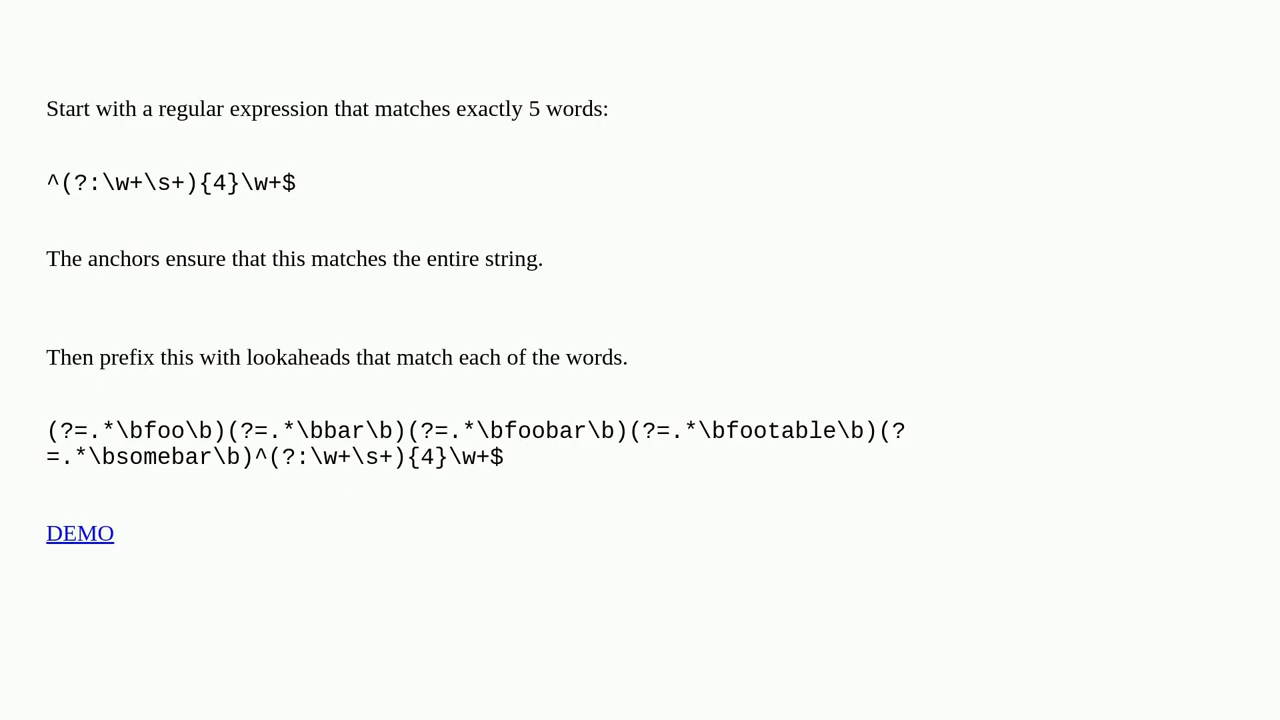 Start with a regular expression that matches exactly 5 words:
^(?:\w+\s+){4}\w+$
The anchors ensure that this matches the entire string.
Then prefix this with lookaheads that match each of the words.
(?=.*\bfoo\b)(?=.*\bbar\b)(?=.*\bfoobar\b)(?=.*\bfootable\b)(?
=.*\bsomebar\b)^(?:\w+\s+){4}\w+$
DEMO